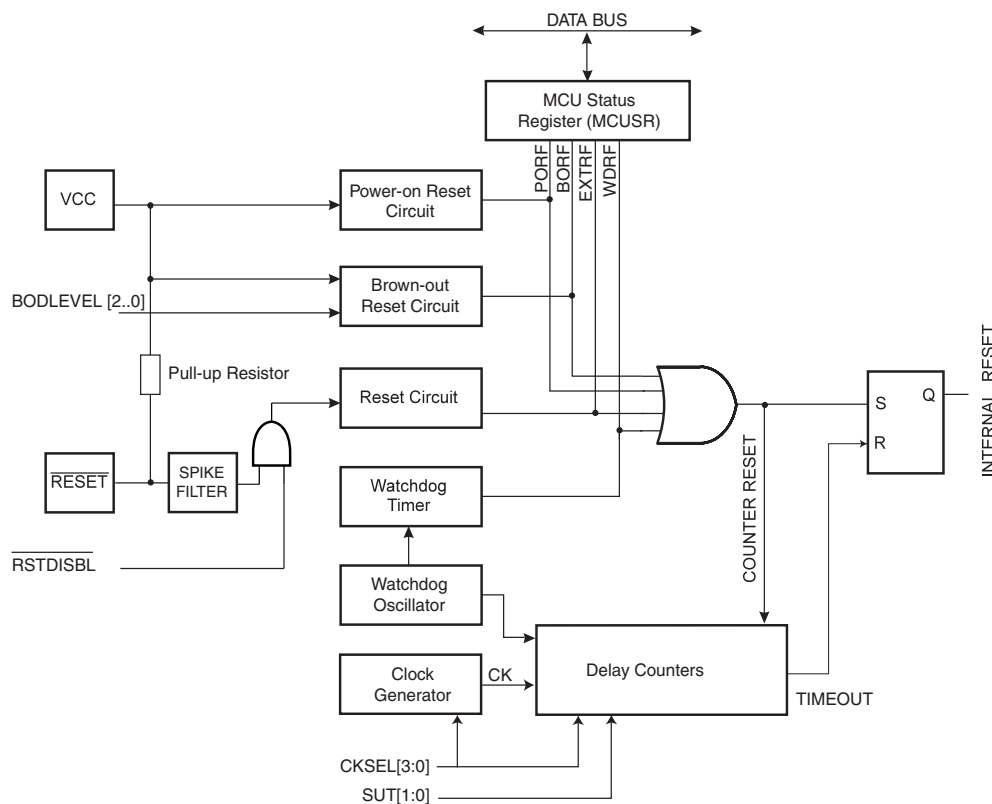 DATA BUS
MCU Status
Register (MCUSR)
PORF
BORF
EXTRF
WDRF
VCC
Power-on Reset
Circuit
Brown-out
Reset Circuit
BODLEVEL [2..0]
Pull-up Resistor
Reset Circuit
S
Q
R
INTERNAL RESET
RESET
SPIKE
FILTER
Watchdog
Timer
COUNTER RESET
RSTDISBL
Watchdog
Oscillator
Clock
Generator
CK
Delay Counters
TIMEOUT
CKSEL[3:0]
SUT[1:0]